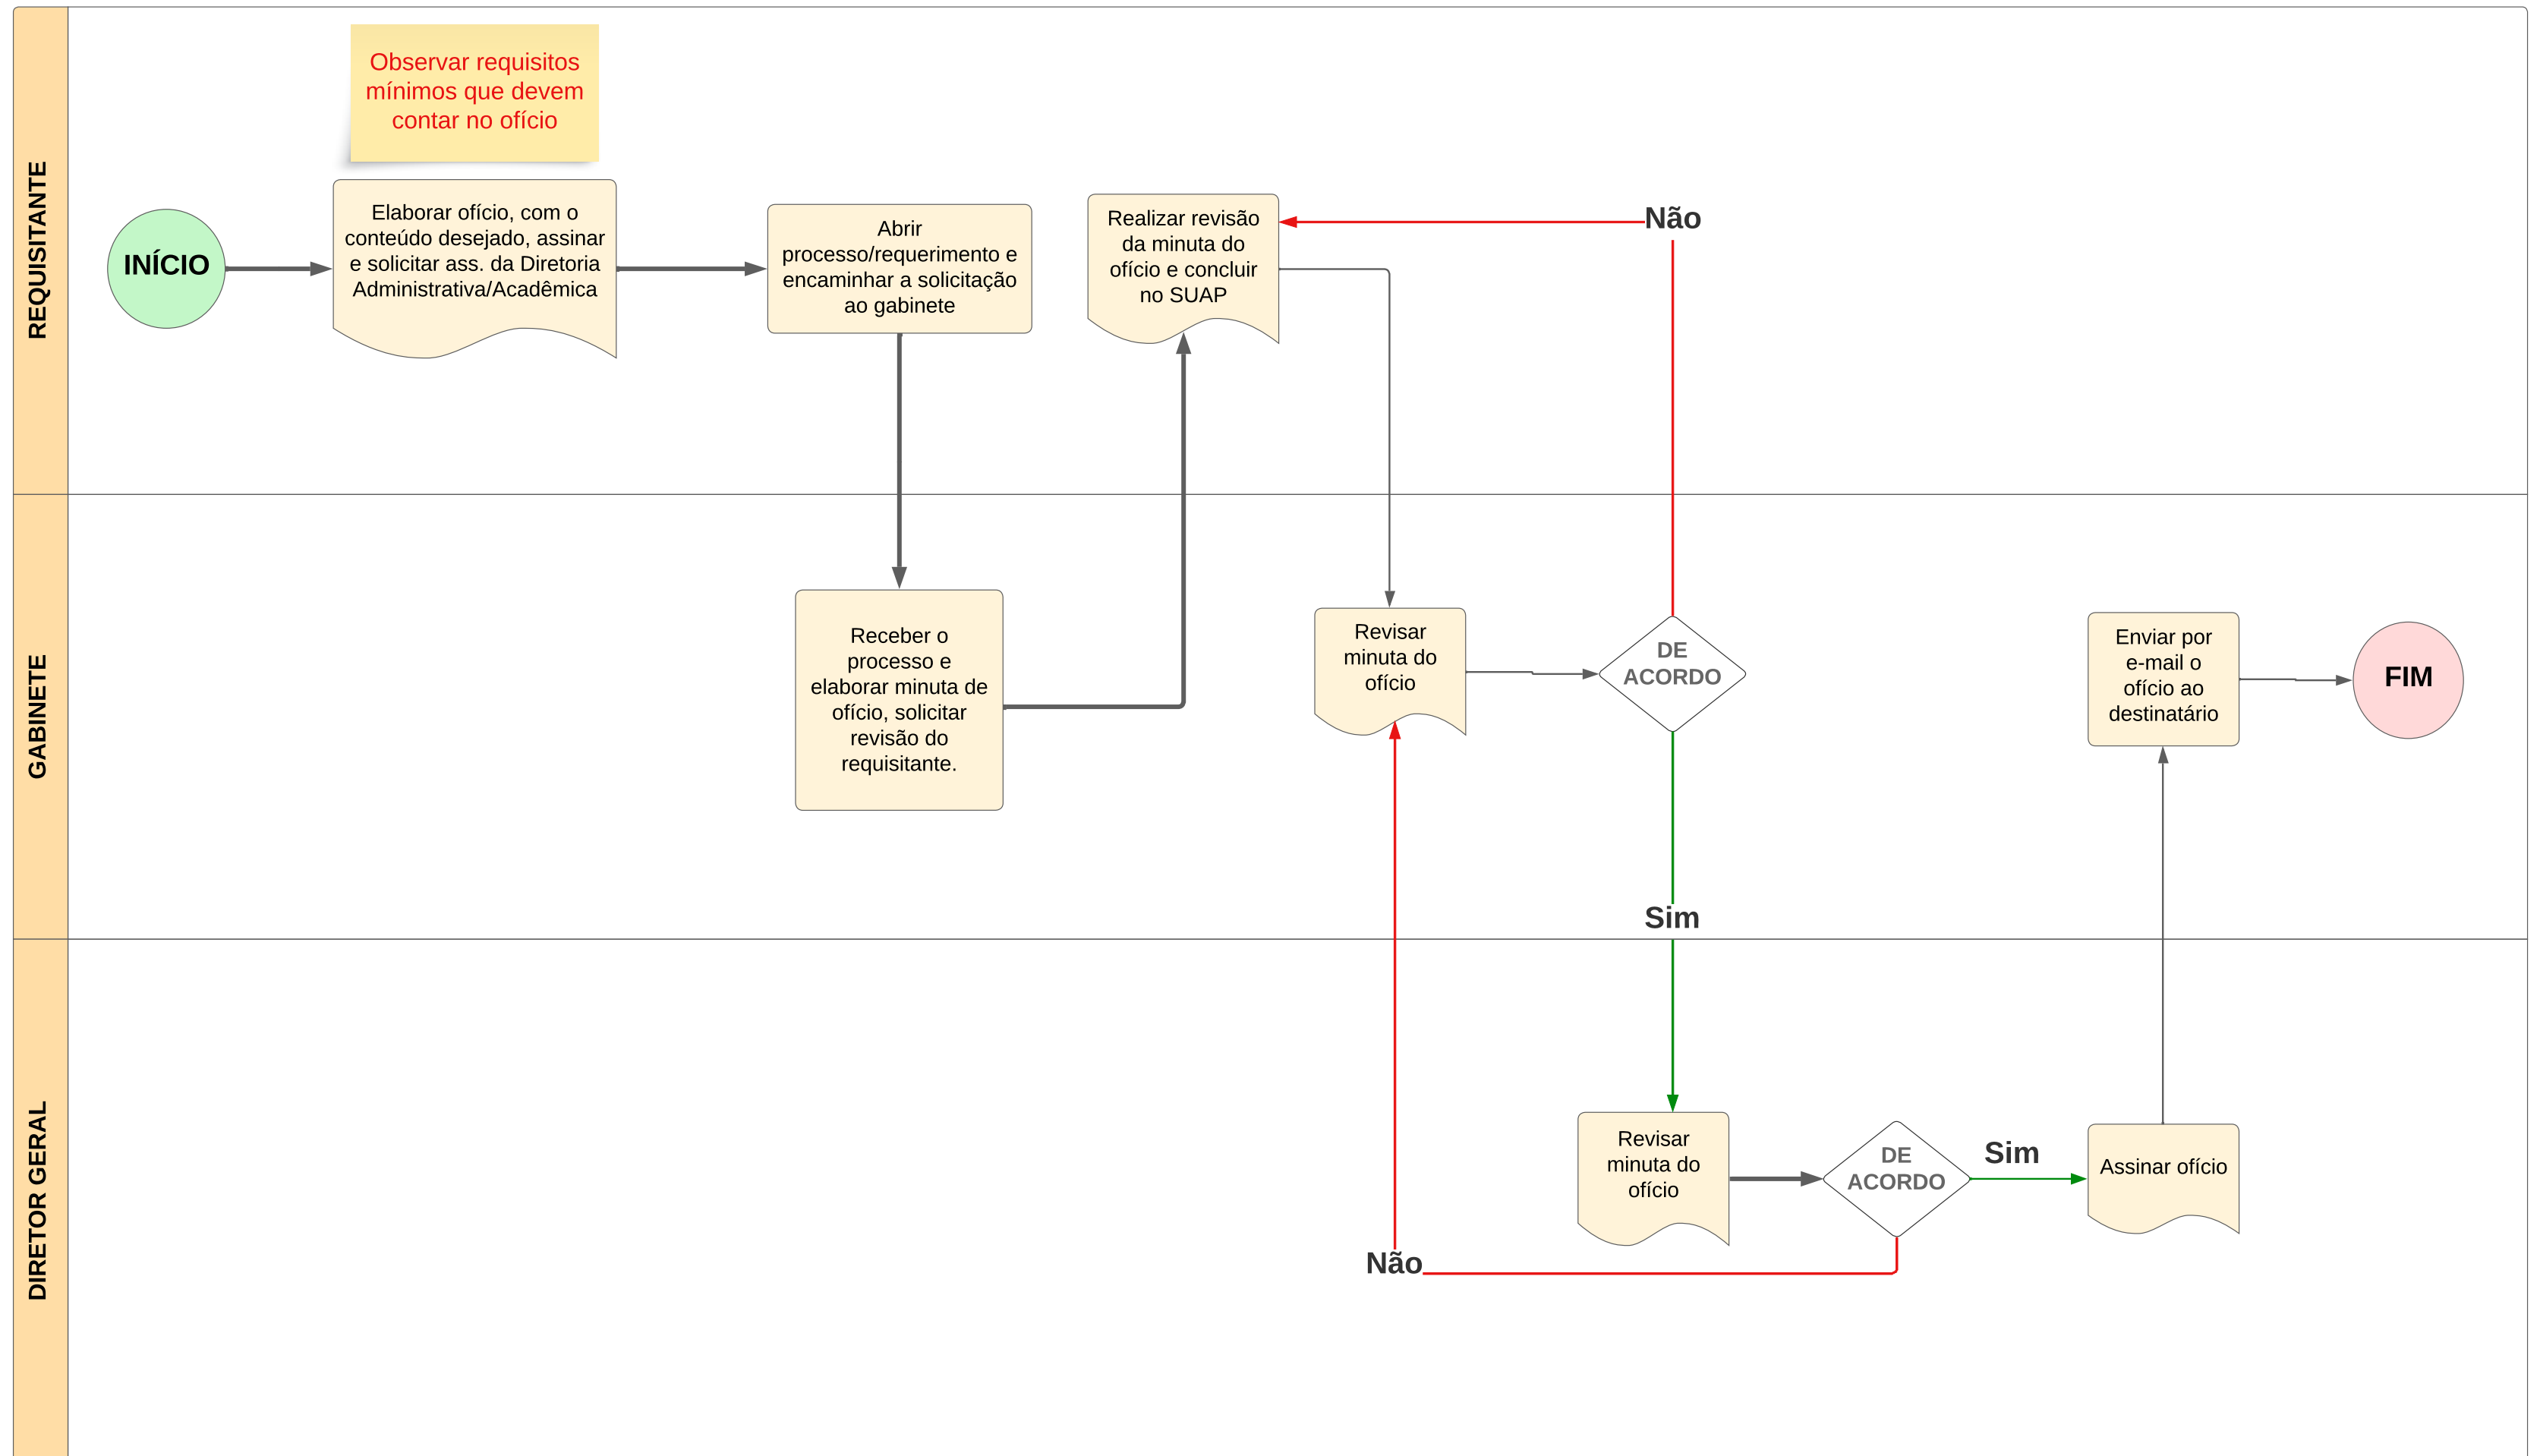 REQUISITANTE
Observar requisitos
mínimos que devem
contar no ofício
INÍCIO
Elaborar ofício, com o
conteúdo desejado, assinar
e solicitar ass. da Diretoria
Administrativa/Acadêmica
Abrir
processo/requerimento e
encaminhar a solicitação
ao gabinete
Realizar revisão
da minuta do
ofício e concluir
no SUAP
Não
GABINETE
Receber o
processo e
elaborar minuta de
ofício, solicitar
revisão do
requisitante.
Revisar
minuta do
ofício
DE
ACORDO
Sim
Enviar por
e-mail o
ofício ao
destinatário
FIM
DIRETOR GERAL
Revisar
minuta do
ofício
DE
ACORDO
Sim
Assinar ofício
Não